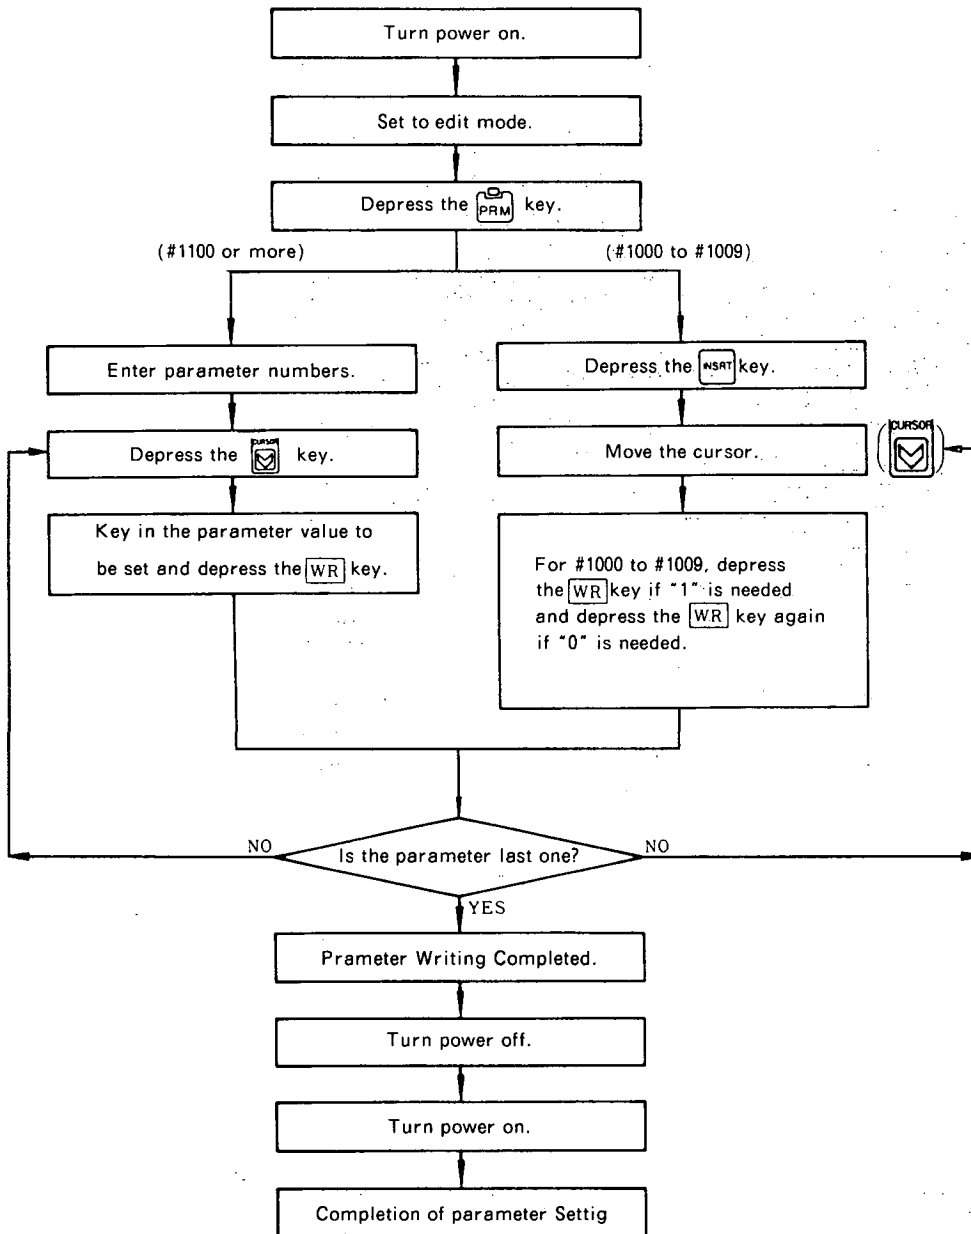 Turn power on.
Set to edit mode.
Depress the PRM key.
(#1100 or more)
(#1000 to #1009)
Enter parameter numbers.
Depress the INSRT key.
Depress the CURSOR key.
Move the cursor. (CURSOR)
Key in the parameter value to
be set and depress the WR key.
For #1000 to #1009, depress
the WR key if "1" is needed
and depress the WR key again
if "0" is needed.
NO
Is the parameter last one?
NO
YES
Prameter Writing Completed.
Turn power off.
Turn power on.
Completion of parameter Settig